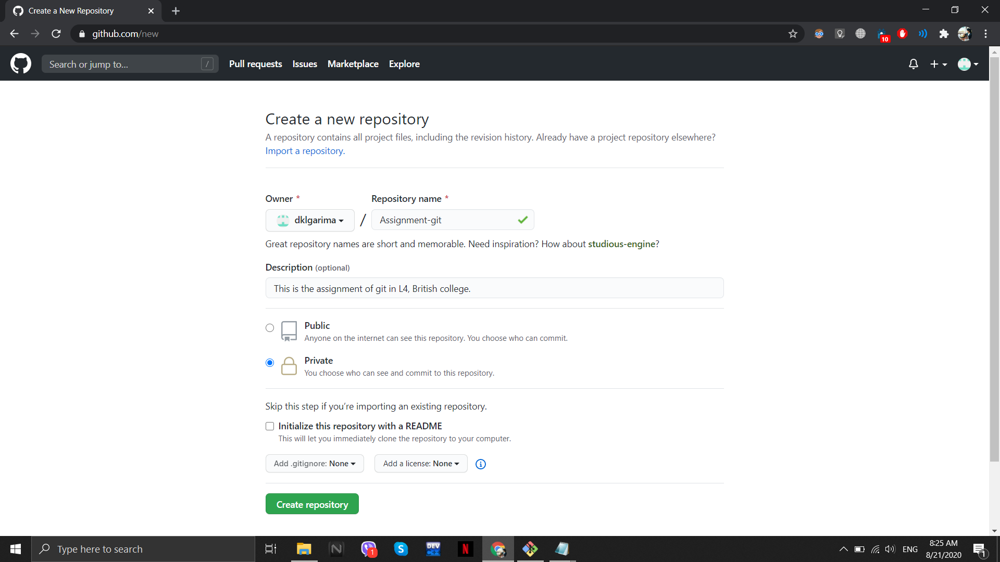 Create a New Repository
github.com/new
10
Search or jump to...
/
Pull requests
Issues
Marketplace
Explore
Create a new repository
A repository contains all project files, including the revision history. Already have a project repository elsewhere?
Import a repository.
Owner *
Repository name *
dklgarima
/
Assignment-git
Great repository names are short and memorable. Need inspiration? How about studious-engine?
Description (optional)
This is the assignment of git in L4, British college.
Public
Anyone on the internet can see this repository. You choose who can commit.
Private
You choose who can see and commit to this repository.
Skip this step if you’re importing an existing repository.
Initialize this repository with a README
This will let you immediately clone the repository to your computer.
Add .gitignore: None
Add a license: None
Create repository
Type here to search
N
1
S
DEV
C++
N
ENG
8:25 AM
8/21/2020
1